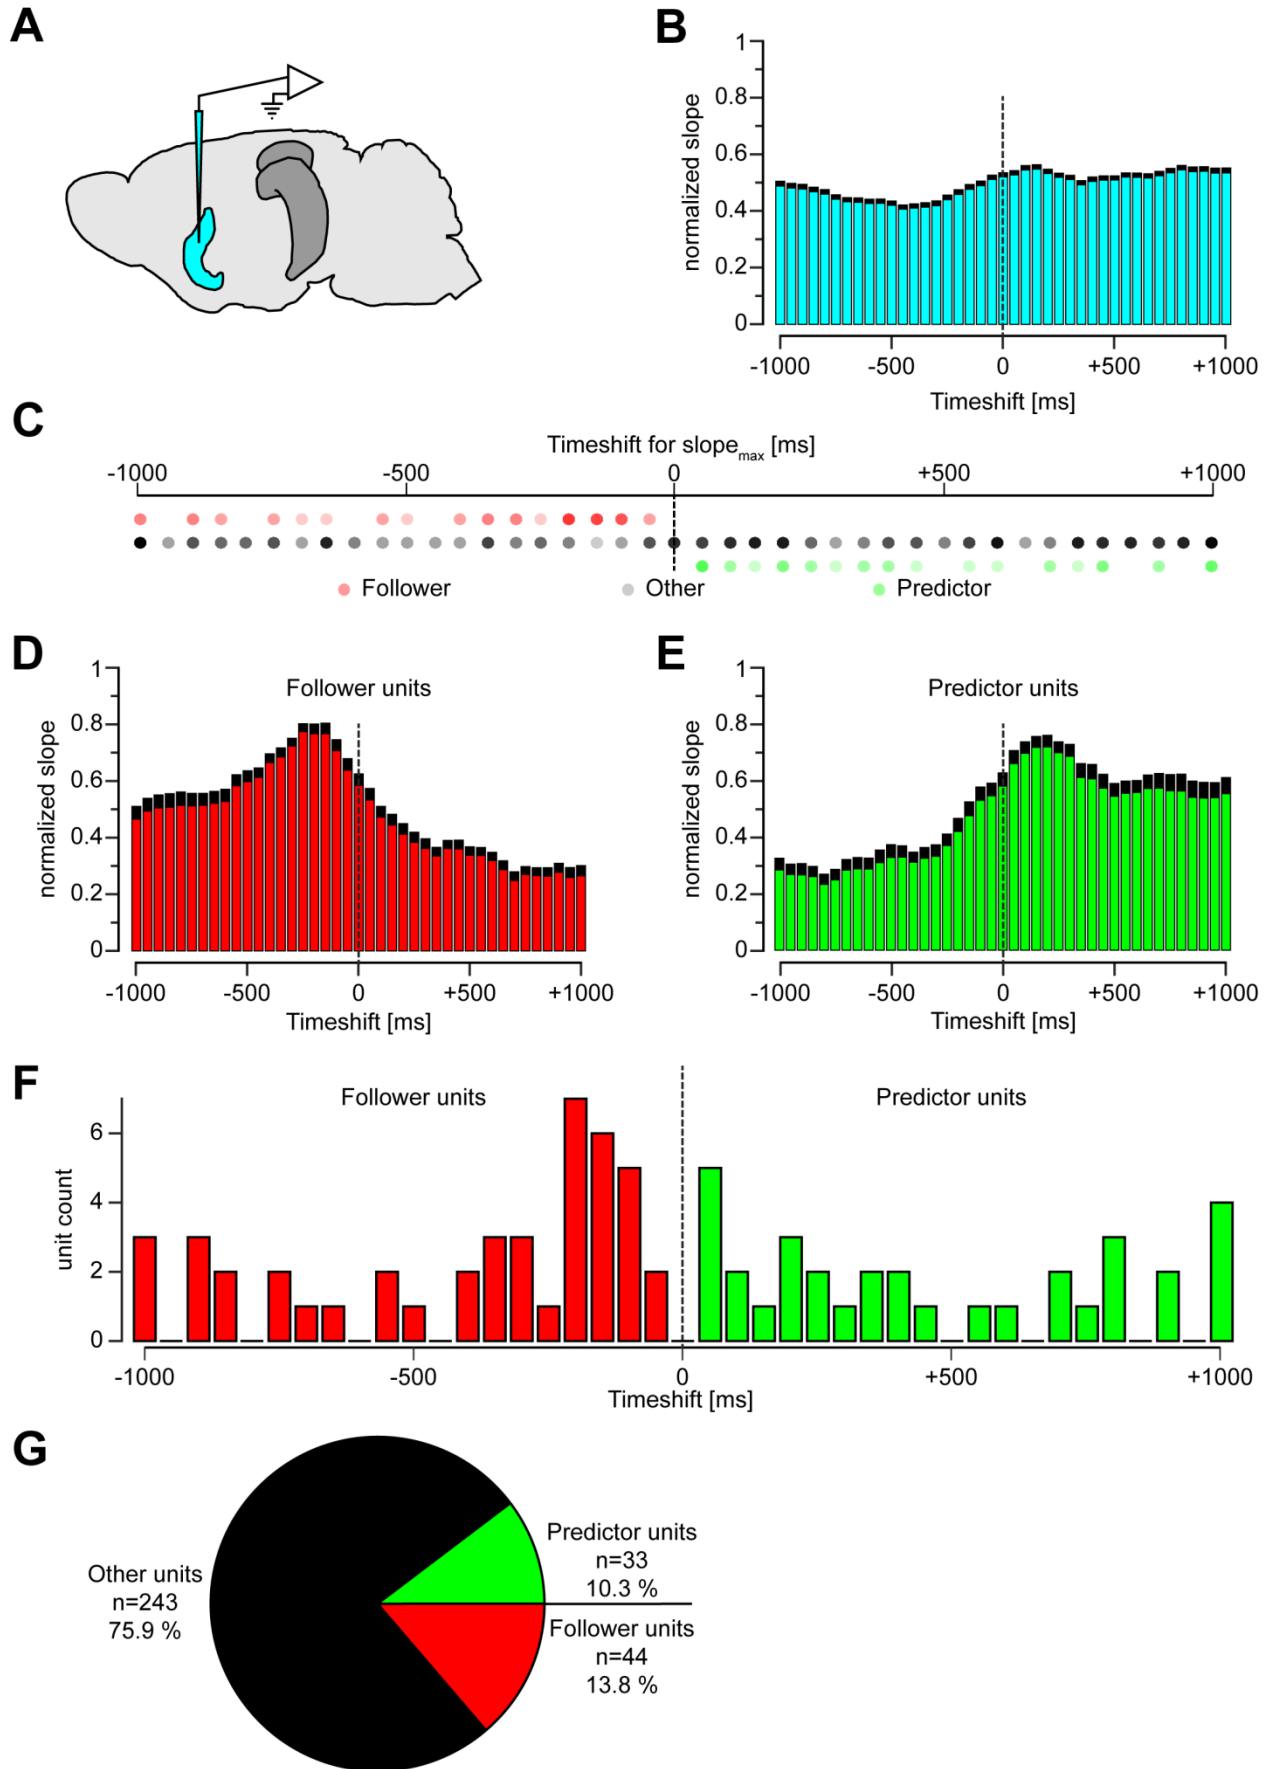 A
B
1
0.8
0.6
0.4
0.2
0
normalized slope
-1000
-500
0
+500
+1000
Timeshift [ms]
C
Timeshift for slope_max [ms]
-1000
-500
0
+500
+1000
Follower
Other
Predictor
D
1
0.8
0.6
0.4
0.2
0
normalized slope
Follower units
-1000
-500
0
+500
+1000
Timeshift [ms]
E
1
0.8
0.6
0.4
0.2
0
normalized slope
Predictor units
-1000
-500
0
+500
+1000
Timeshift [ms]
F
Follower units
Predictor units
6
4
2
0
unit count
-1000
-500
0
+500
+1000
Timeshift [ms]
G
Other units
n=243
75.9 %
Predictor units
n=33
10.3 %
Follower units
n=44
13.8 %